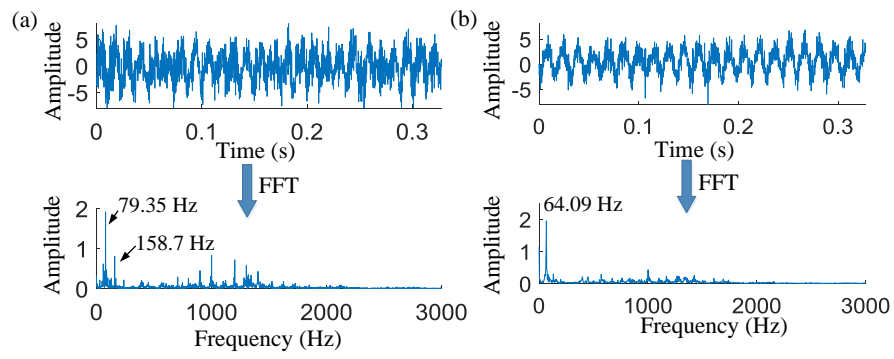 (a)
Amplitude
5
0
-5
0 0.1 0.2 0.3
Time (s)
FFT
Amplitude
2
1
0
79.35 Hz
158.7 Hz
0 1000 2000 3000
Frequency (Hz)
(b)
Amplitude
5
0
-5
0 0.1 0.2 0.3
Time (s)
FFT
Amplitude
2
1
0
64.09 Hz
0 1000 2000 3000
Frequency (Hz)